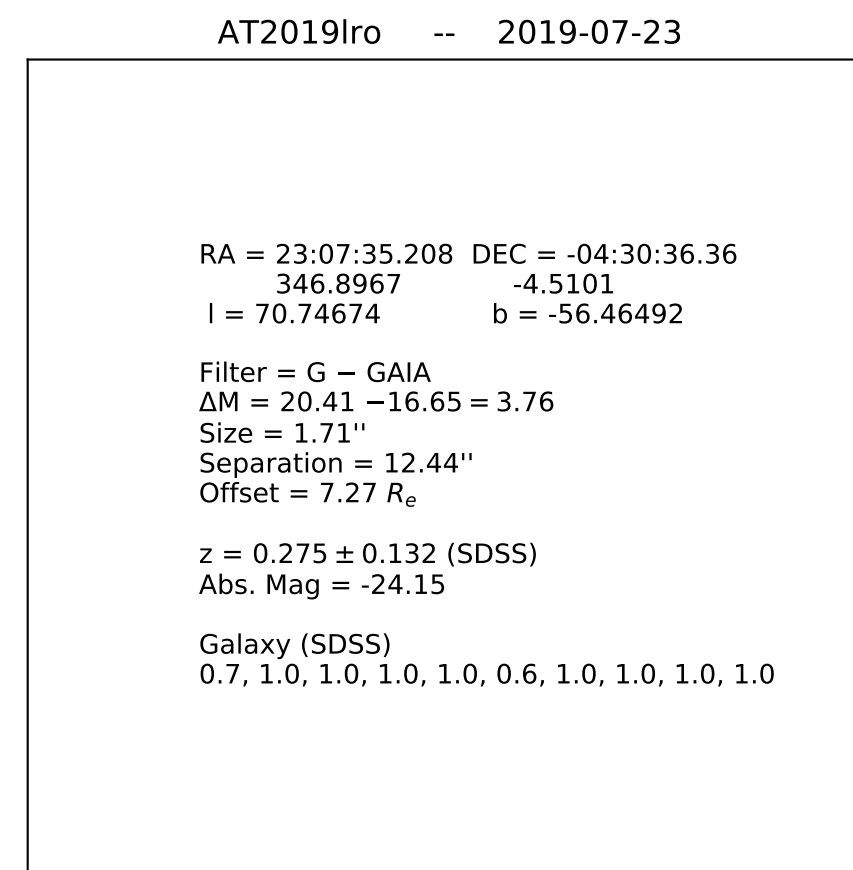 AT2019lro -- 2019-07-23
RA = 23:07:35.208 DEC = -04:30:36.36
346.8967 -4.5101
l = 70.74674 b = -56.46492
Filter = G − GAIA
ΔM = 20.41 −16.65 = 3.76
Size = 1.71''
Separation = 12.44''
Offset = 7.27 Rₑ
z = 0.275 ± 0.132 (SDSS)
Abs. Mag = -24.15
Galaxy (SDSS)
0.7, 1.0, 1.0, 1.0, 1.0, 0.6, 1.0, 1.0, 1.0, 1.0